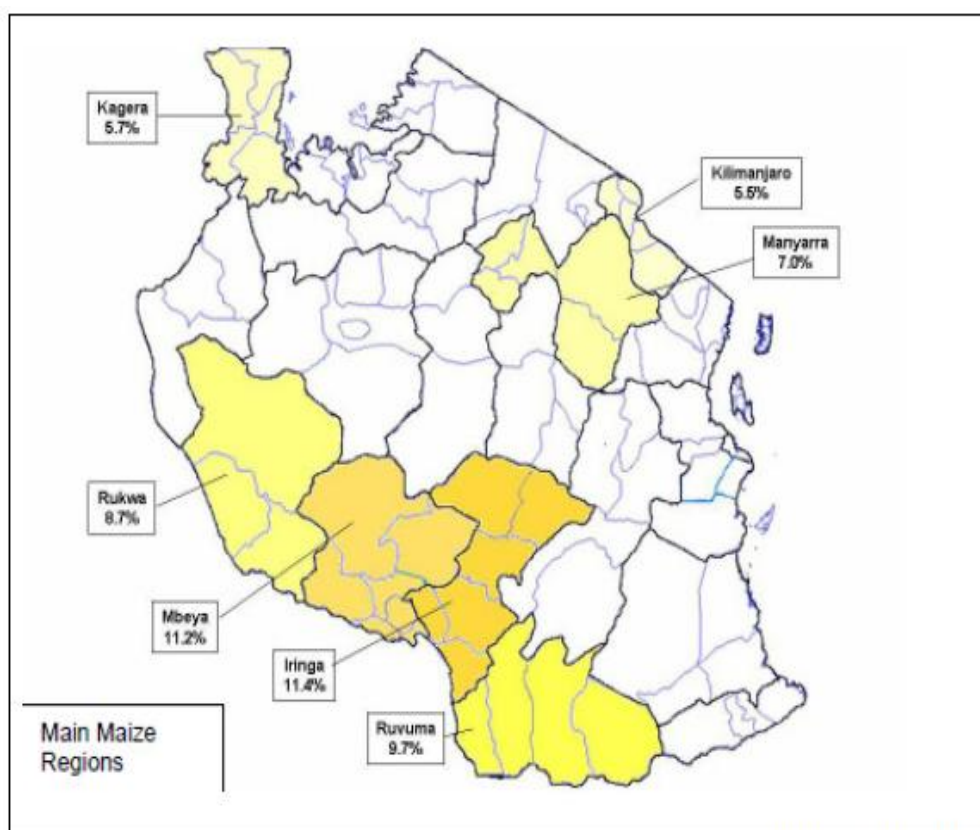 Kagera
5.7%
Kilimanjaro
5.5%
Manyarra
7.0%
Rukwa
8.7%
Mbeya
11.2%
Iringa
11.4%
Ruvuma
9.7%
Main Maize
Regions